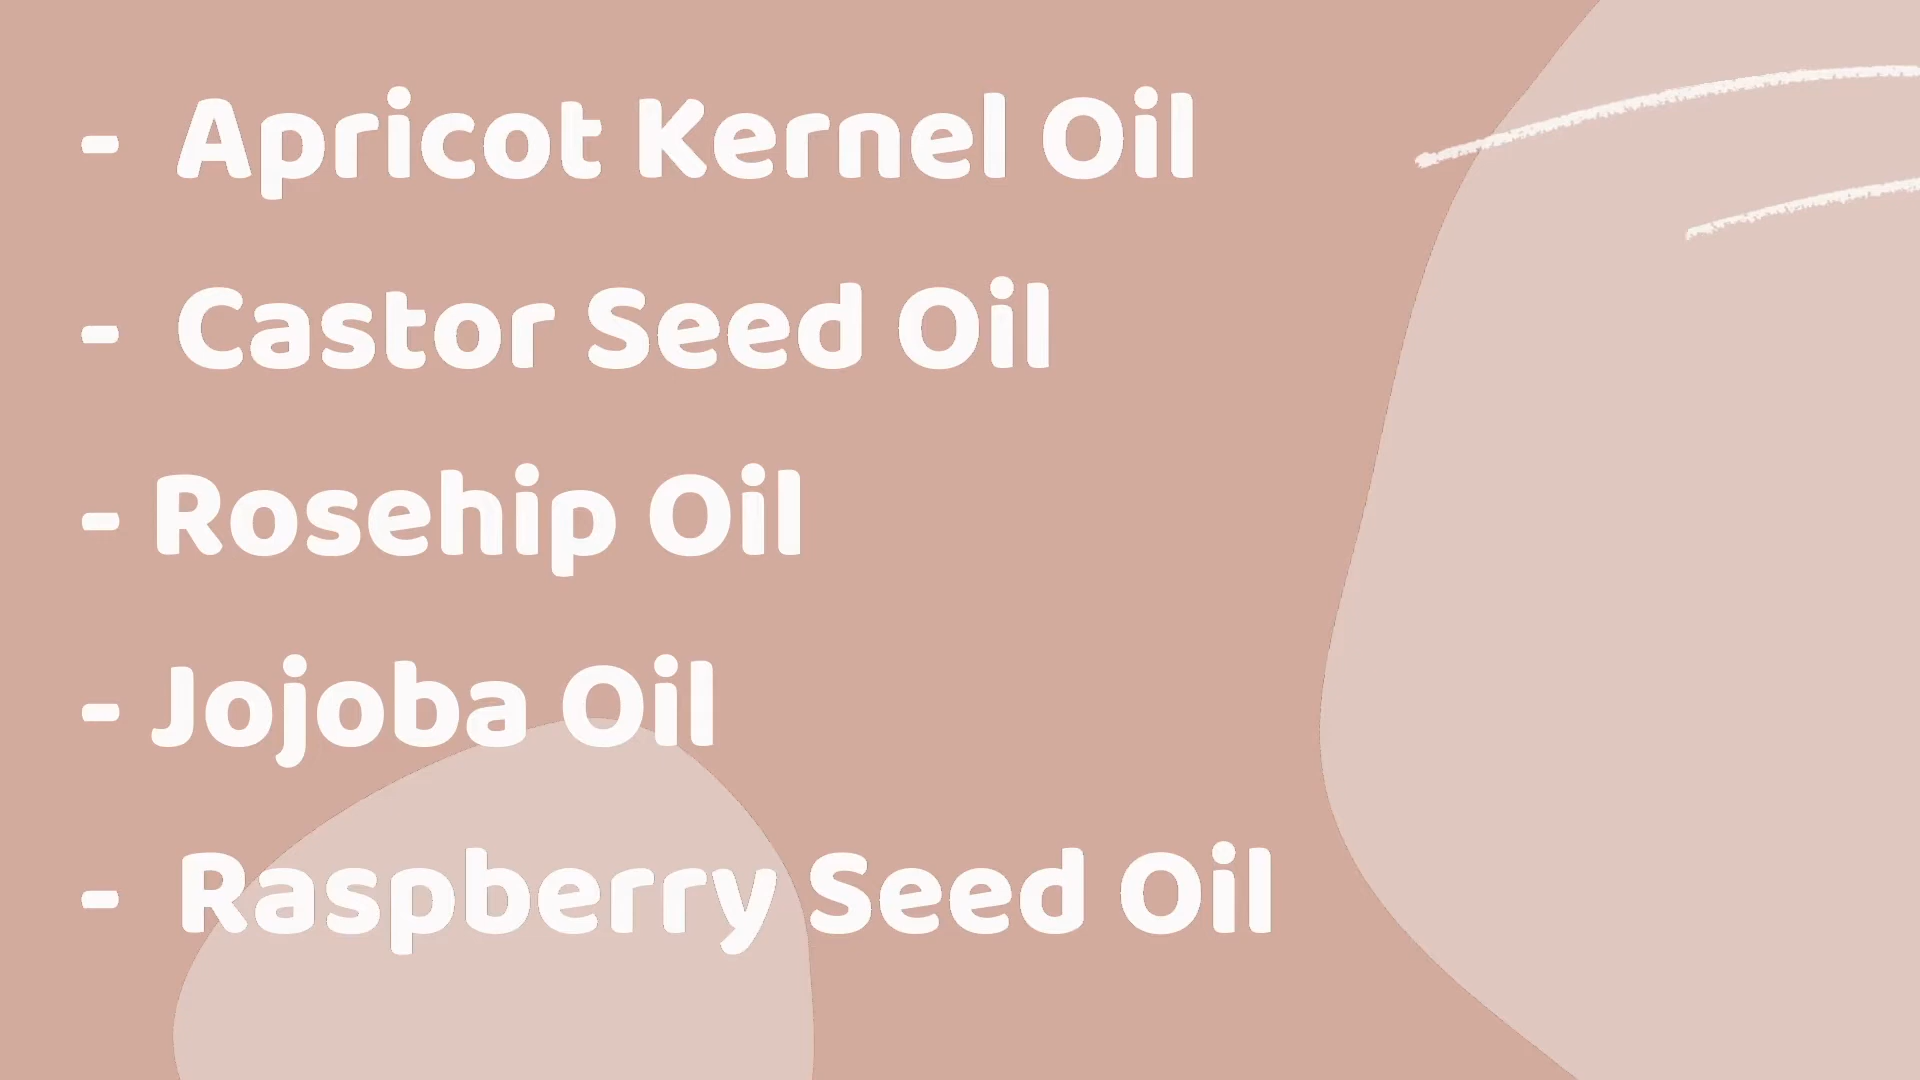 - Apricot Kernel Oil
- Castor Seed Oil
- Rosehip Oil
- Jojoba Oil
- Raspberry Seed Oil